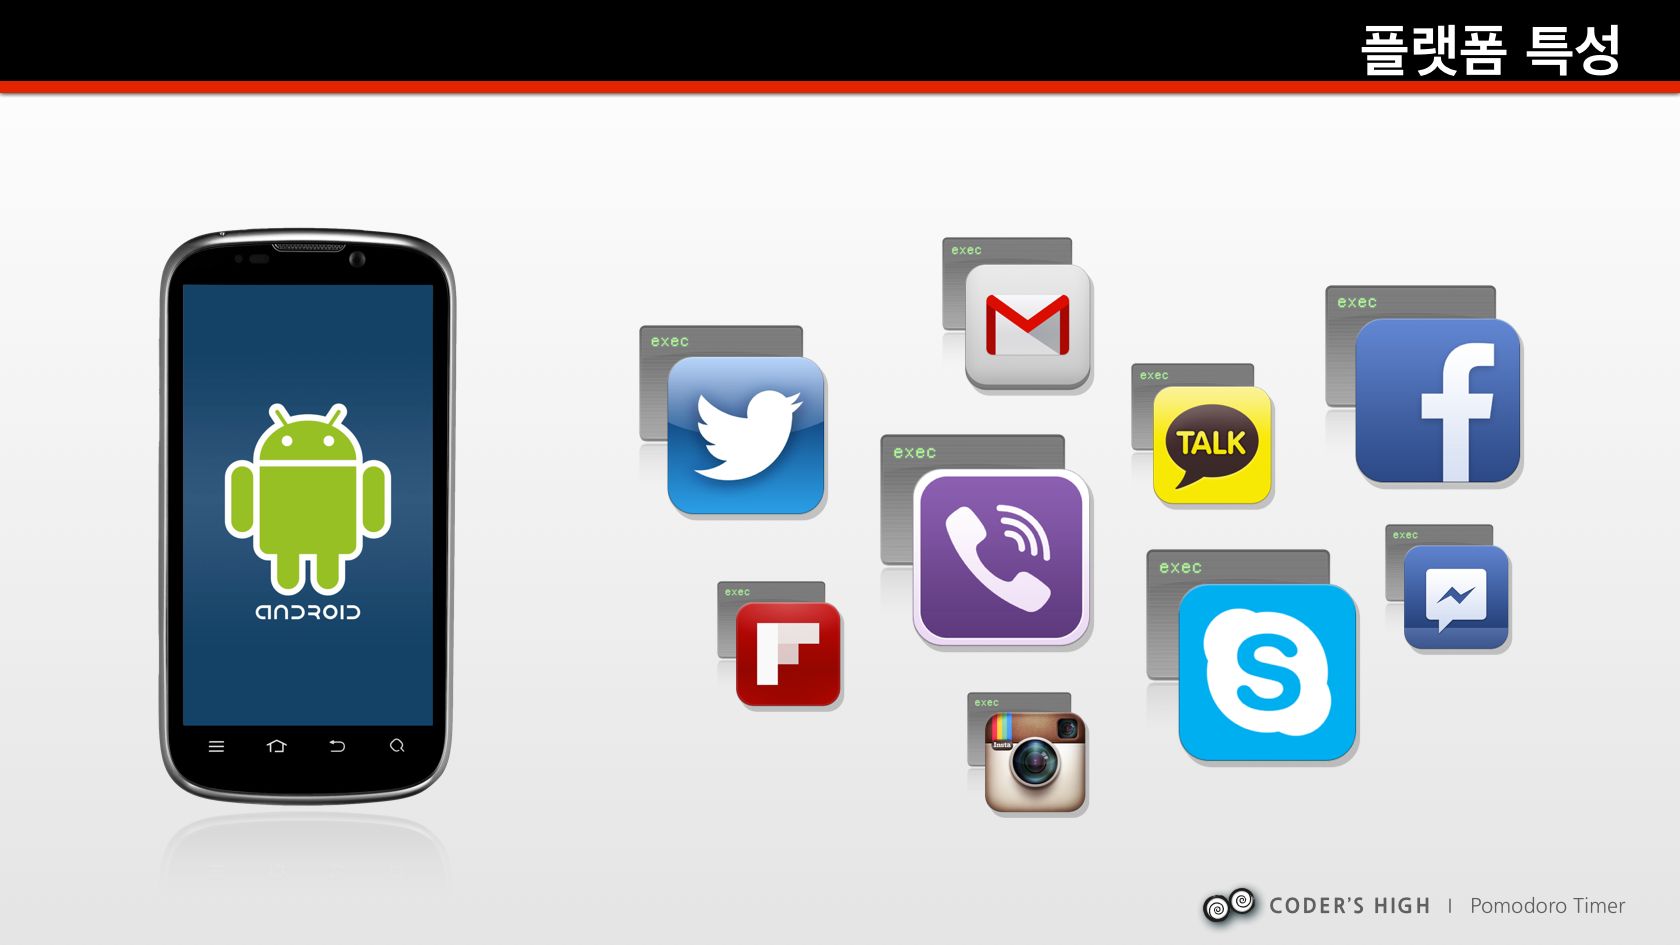 플랫폼 특성
exec
exec
exec
exec
TALK
exec
f
exec
exec
exec
S
ANDROID
exec
F
exec
Insta
CODER'S HIGH | Pomodoro Timer